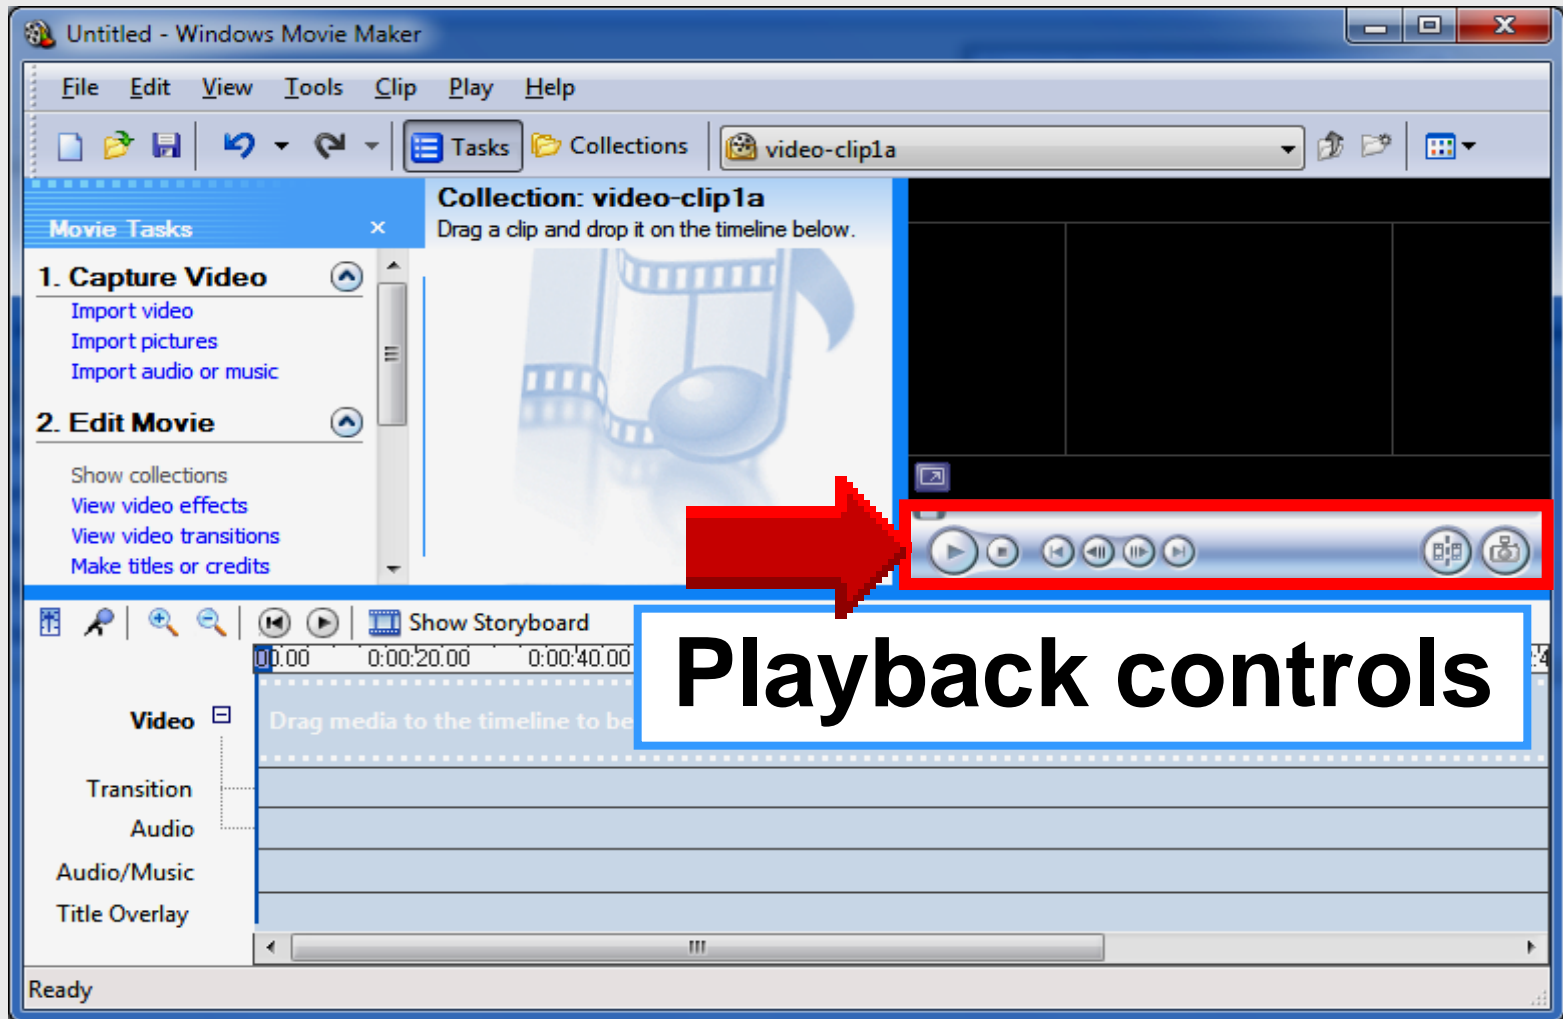 Untitled - Windows Movie Maker
File Edit View Tools Clip Play Help
Tasks Collections video-clip1a
Movie Tasks
Collection: video-clip1a
Drag a clip and drop it on the timeline below.
1. Capture Video
Import video
Import pictures
Import audio or music
2. Edit Movie
Show collections
View video effects
View video transitions
Make titles or credits
Show Storyboard
00.00 0:00:20.00 0:00:40.00
Playback controls
Video
Drag media to the timeline to be
Transition
Audio
Audio/Music
Title Overlay
Ready